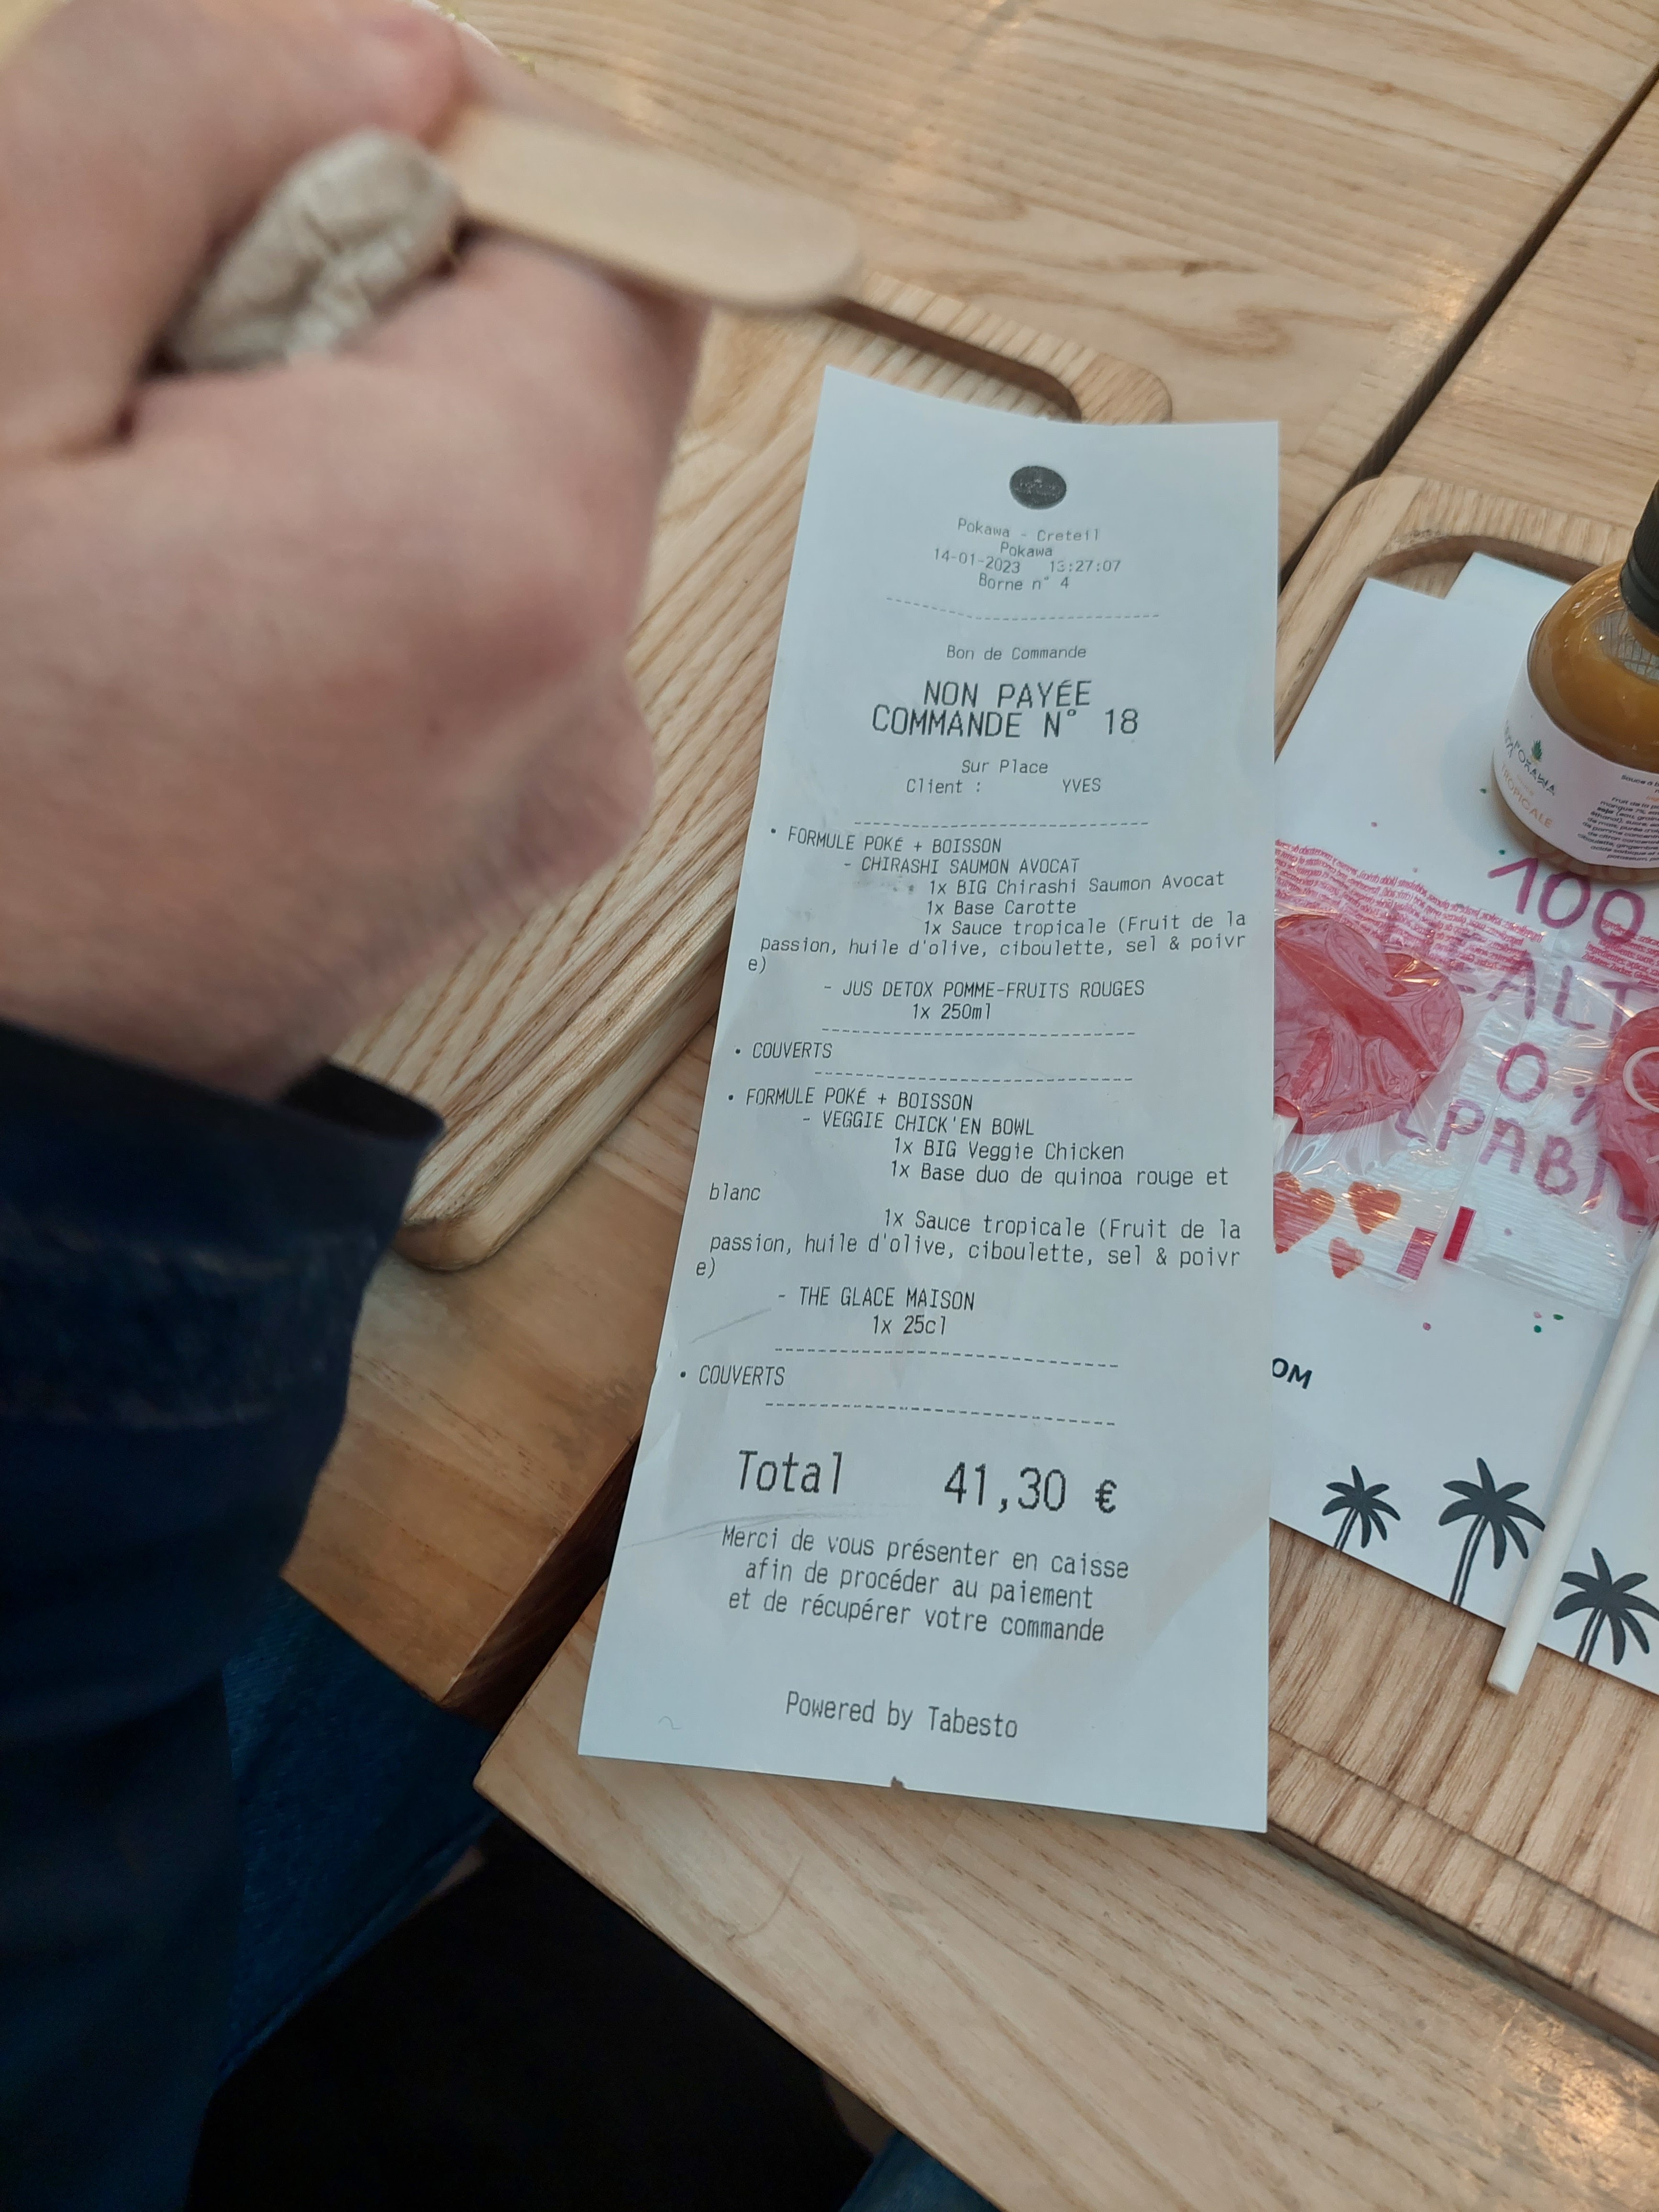 Pokawa - Creteil
Pokawa
14-01-2023 13:27:07
Borne n° 4
Bon de Commande
NON PAYÉE
COMMANDE N° 18
Sur Place
Client : YVES
• FORMULE POKÉ + BOISSON
- CHIRASHI SAUMON AVOCAT
1x BIG Chirashi Saumon Avocat
1x Base Carotte
1x Sauce tropicale (Fruit de la
passion, huile d'olive, ciboulette, sel & poivr
e)
- JUS DETOX POMME-FRUITS ROUGES
1x 250ml
• COUVERTS
• FORMULE POKÉ + BOISSON
- VEGGIE CHICK'EN BOWL
1x BIG Veggie Chicken
1x Base duo de quinoa rouge et
blanc
1x Sauce tropicale (Fruit de la
passion, huile d'olive, ciboulette, sel & poivr
e)
- THE GLACE MAISON
1x 25cl
• COUVERTS
Total 41,30 €
Merci de vous présenter en caisse
afin de procéder au paiement
et de récupérer votre commande
Powered by Tabesto
POKAWA
TROPICALE
100
EALT
0%
LPABI
OM